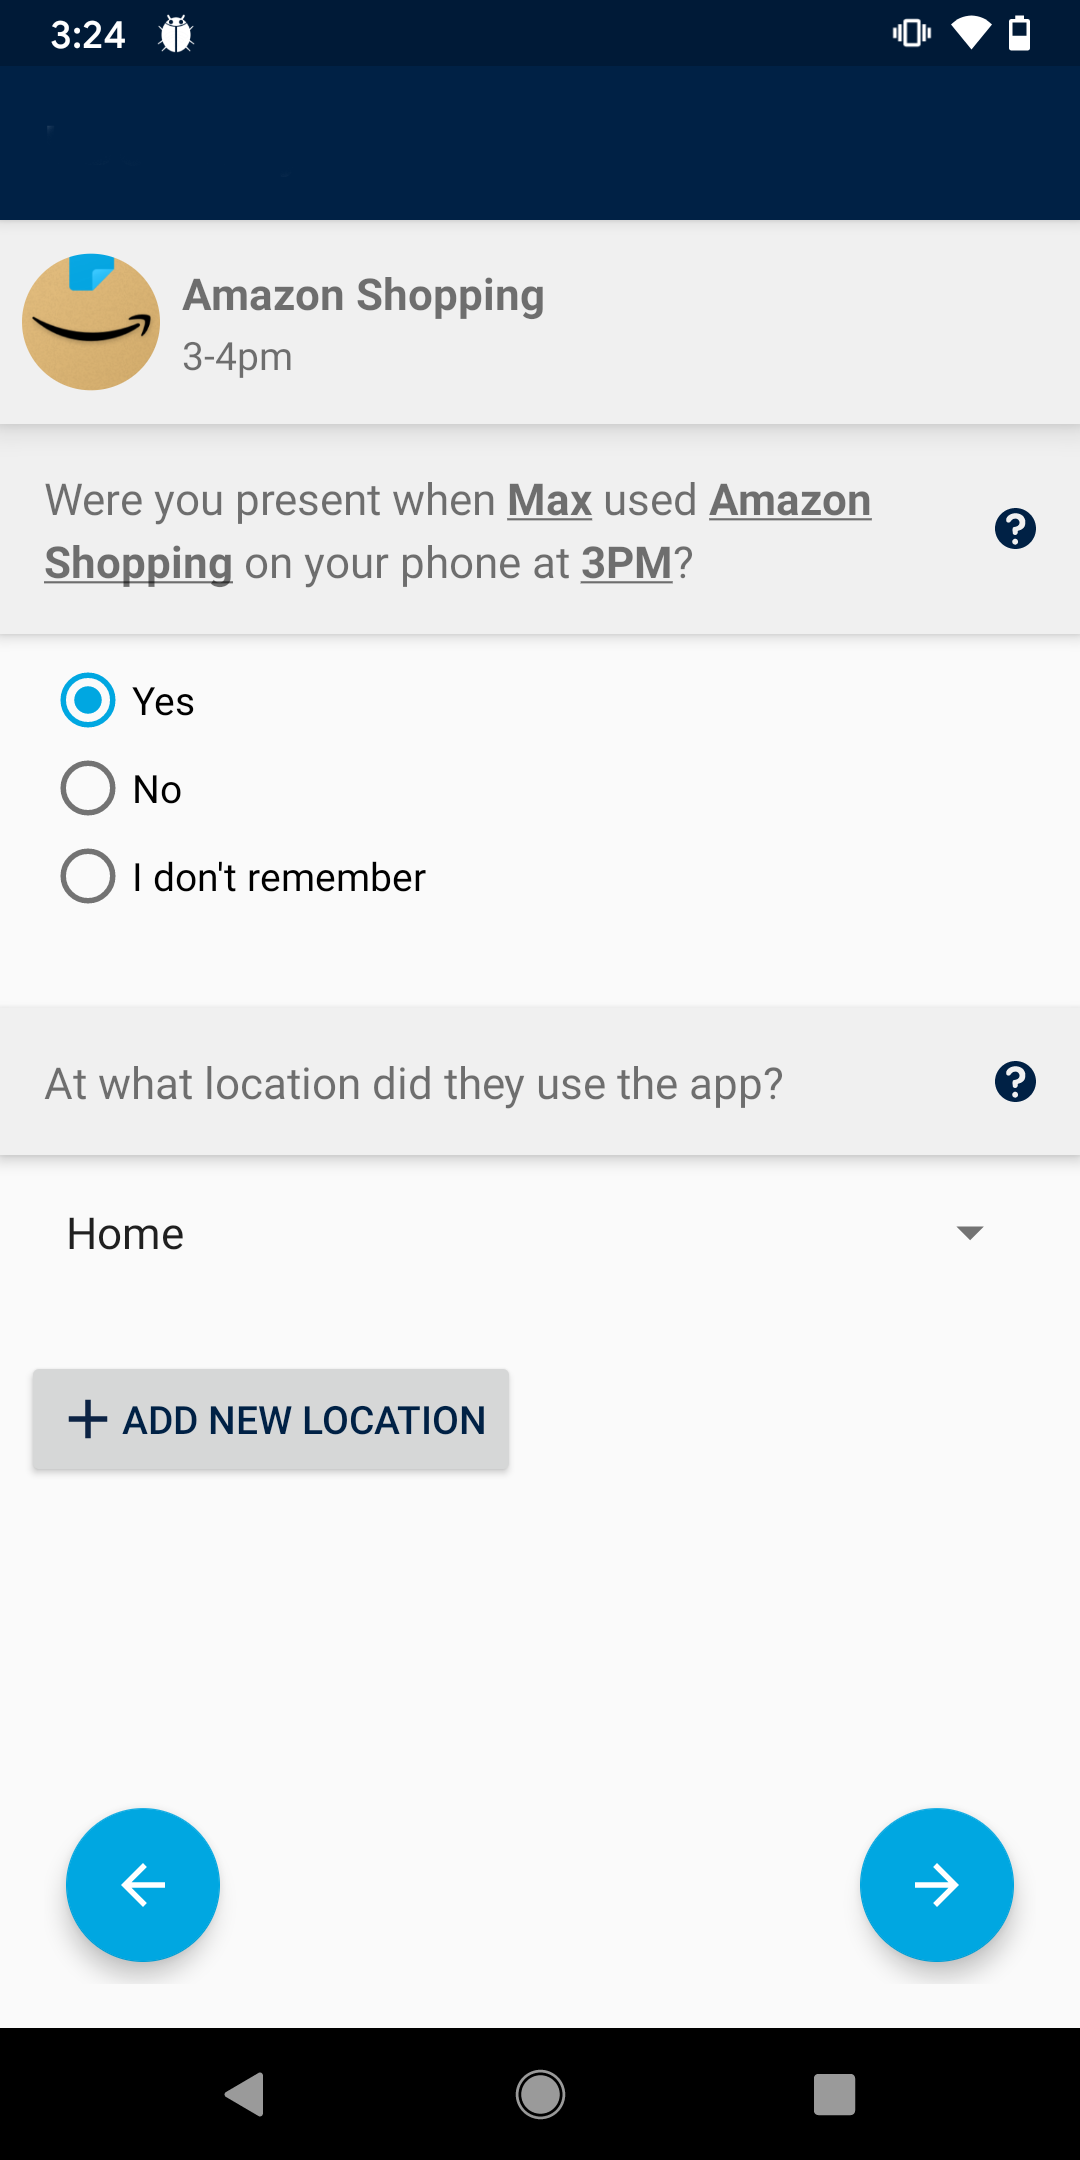 3:24
Amazon Shopping
3-4pm
Were you present when Max used Amazon
Shopping on your phone at 3PM?
Yes
No
I don't remember
At what location did they use the app?
Home
ADD NEW LOCATION